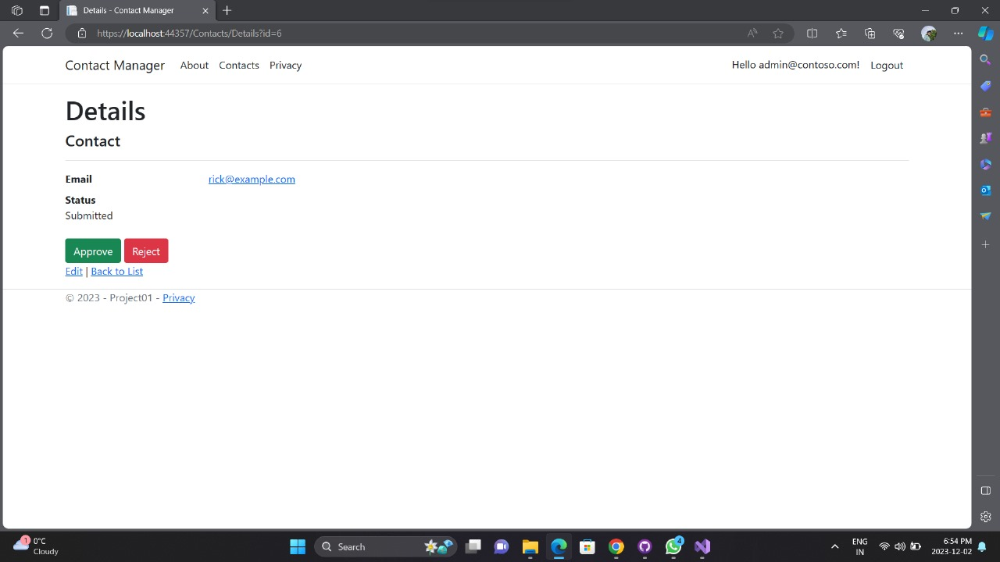 Details - Contact Manager
https://localhost:44357/Contacts/Details?id=6
Contact Manager About Contacts Privacy Hello admin@contoso.com! Logout
Details
Contact
Email rick@example.com
Status
Submitted
Approve Reject
Edit | Back to List
© 2023 - Project01 - Privacy
1 0°C
Cloudy
Search
4
ENG
IN
6:54 PM
2023-12-02